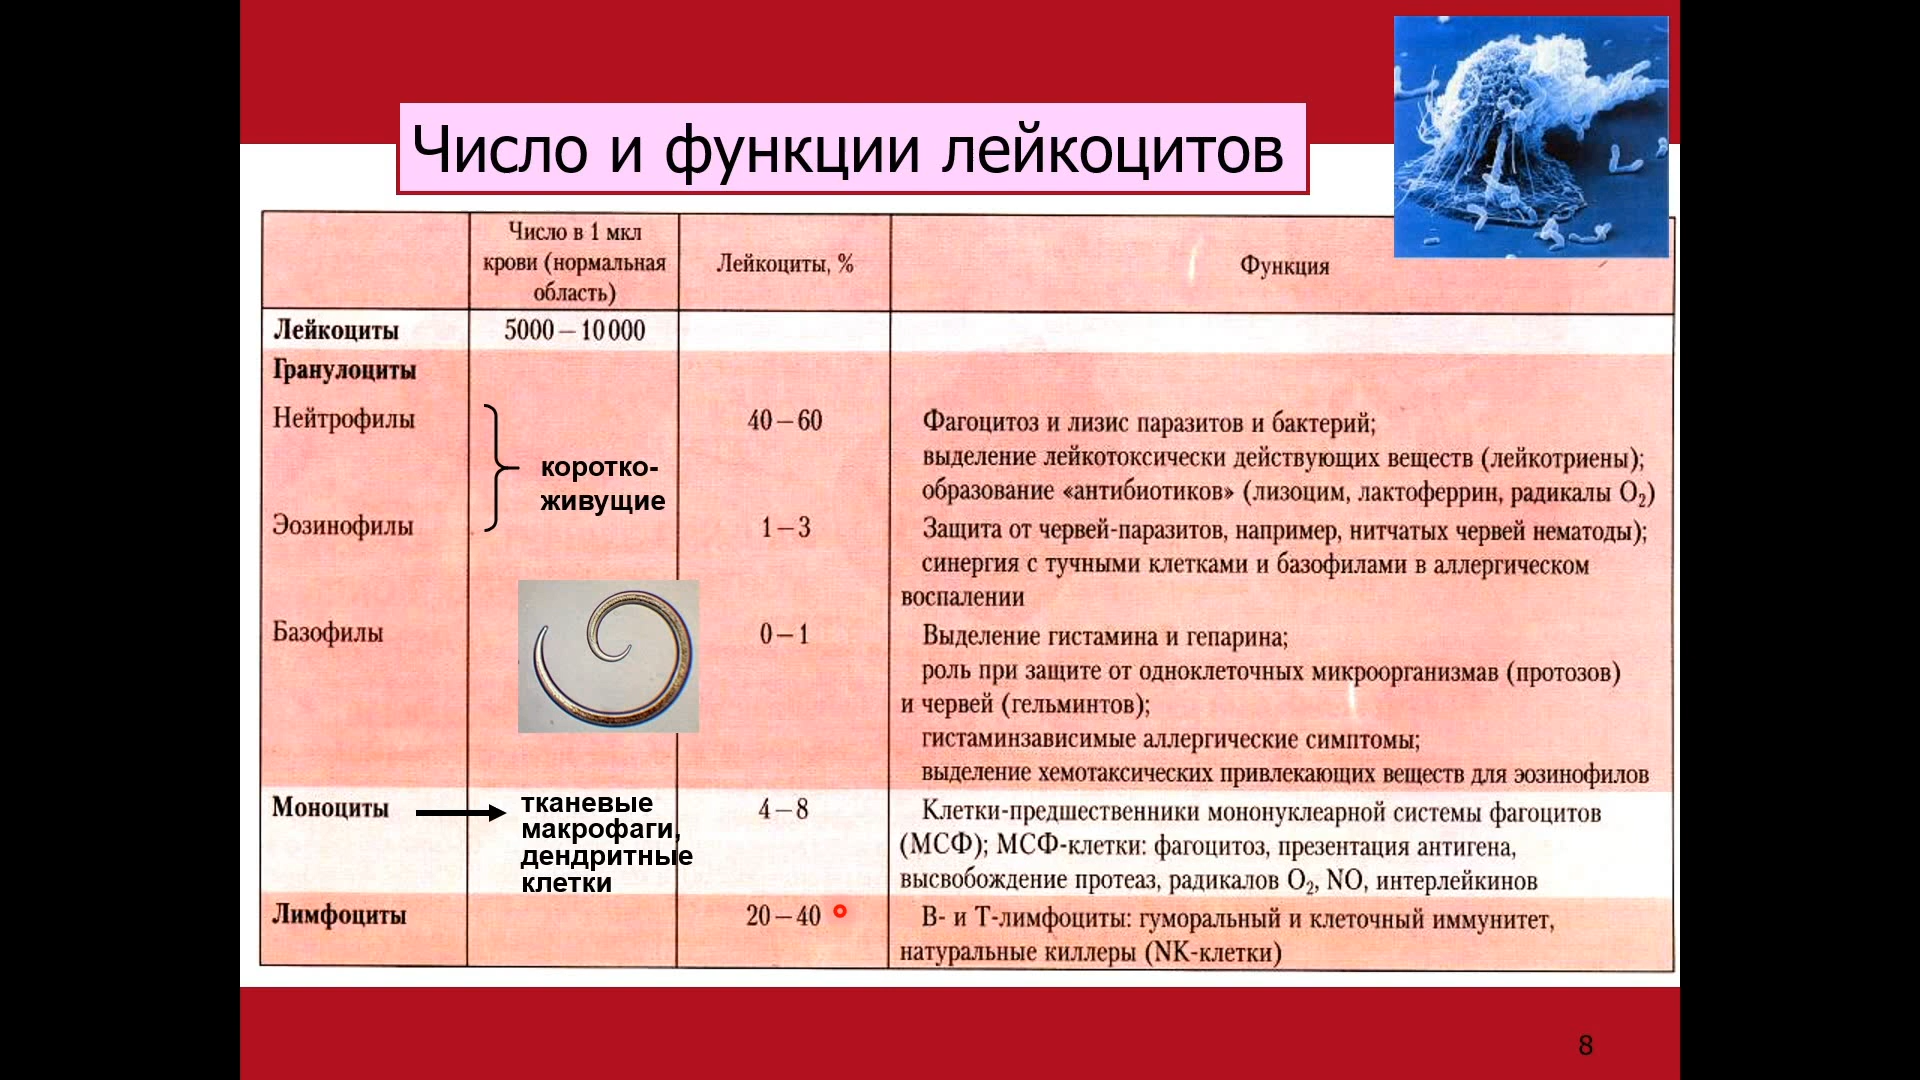 Число и функции лейкоцитов
Число в 1 мкл
крови (нормальная
область)
Лейкоциты, %
Функция
Лейкоциты
5000 – 10 000
Гранулоциты
Нейтрофилы
коротко-
живущие
40 – 60
Фагоцитоз и лизис паразитов и бактерий;
выделение лейкотоксически действующих веществ (лейкотриены);
образование «антибиотиков» (лизоцим, лактоферрин, радикалы O₂)
Эозинофилы
1 – 3
Защита от червей-паразитов, например, нитчатых червей нематоды);
синергия с тучными клетками и базофилами в аллергическом
воспалении
Базофилы
0 – 1
Выделение гистамина и гепарина;
роль при защите от одноклеточных микроорганизмав (протозов)
и червей (гельминтов);
гистаминзависимые аллергические симптомы;
выделение хемотаксических привлекающих веществ для эозинофилов
Моноциты
тканевые
макрофаги,
дендритные
клетки
4 – 8
Клетки-предшественники мононуклеарной системы фагоцитов
(МСФ); МСФ-клетки: фагоцитоз, презентация антигена,
высвобождение протеаз, радикалов O₂, NO, интерлейкинов
Лимфоциты
20 – 40
В- и Т-лимфоциты: гуморальный и клеточный иммунитет,
натуральные киллеры (NK-клетки)
8